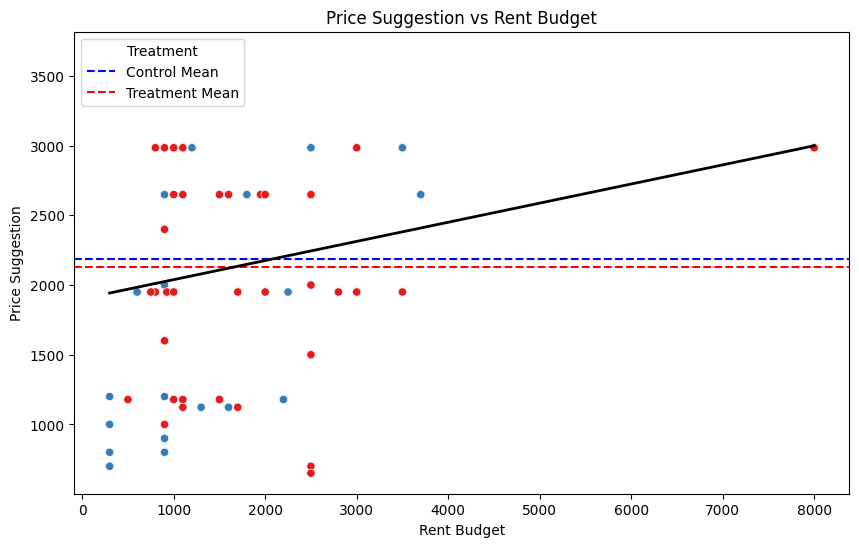 Price Suggestion vs Rent Budget
Treatment
Control Mean
Treatment Mean
3500
3000
2500
2000
1500
1000
Price Suggestion
0 1000 2000 3000 4000 5000 6000 7000 8000
Rent Budget